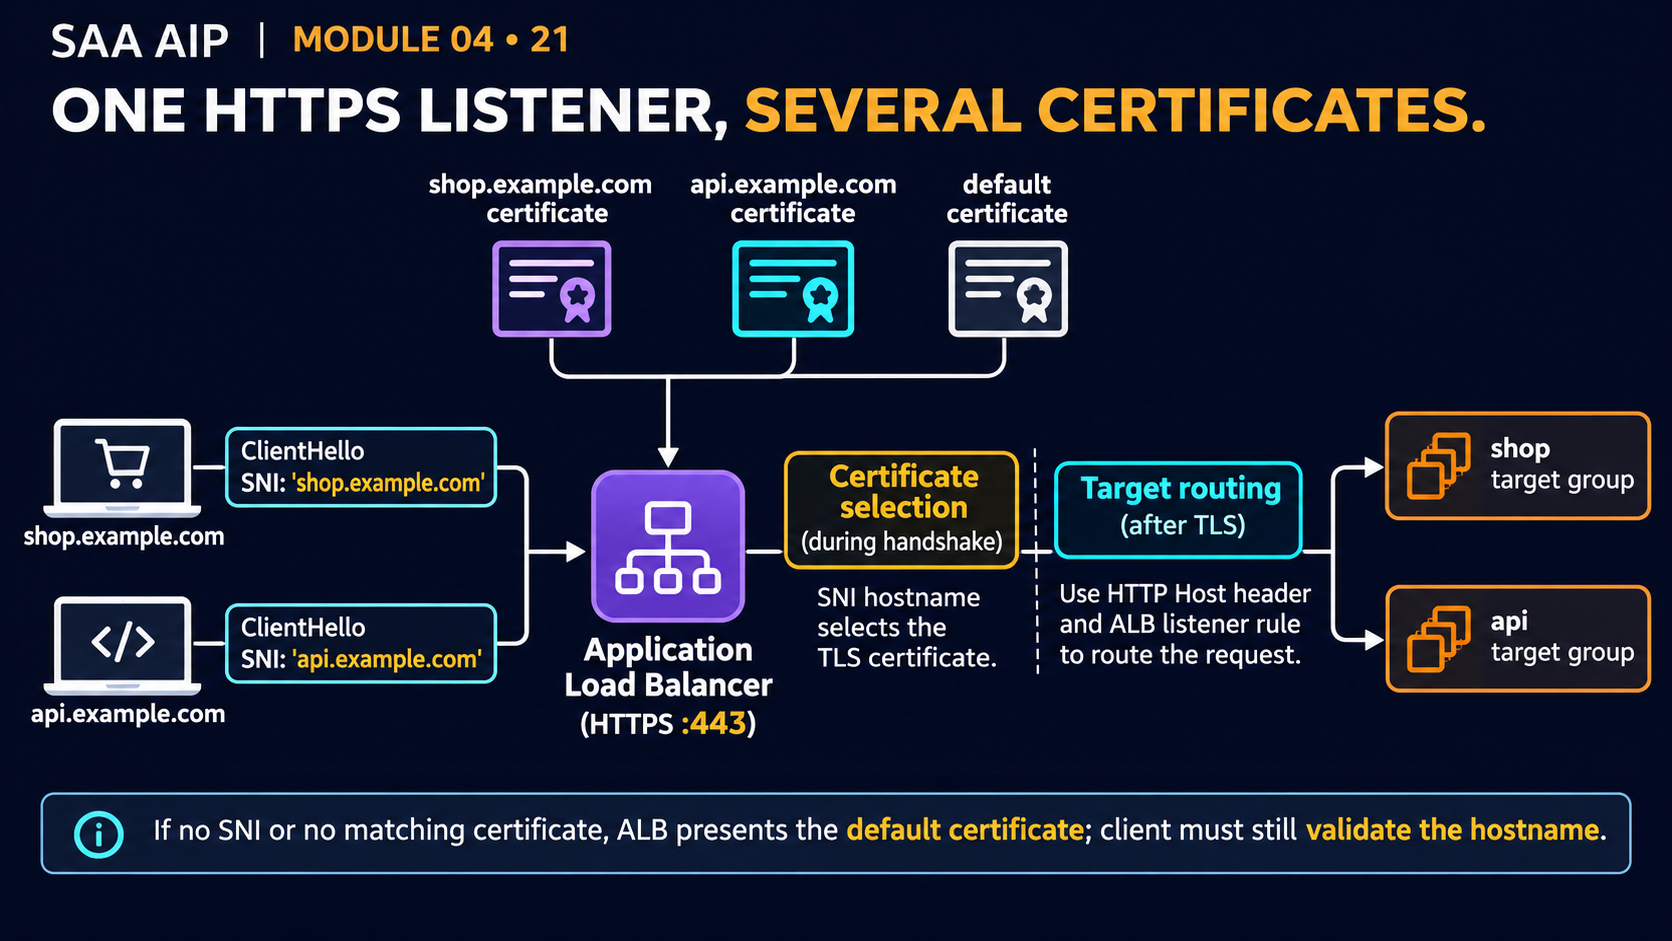 SAA AIP | MODULE 04 • 21
ONE HTTPS LISTENER, SEVERAL CERTIFICATES.
shop.example.com
certificate
api.example.com
certificate
default
certificate
ClientHello
SNI: 'shop.example.com'
shop.example.com
ClientHello
SNI: 'api.example.com'
api.example.com
Application
Load Balancer
(HTTPS :443)
Certificate
selection
(during handshake)
SNI hostname
selects the
TLS certificate.
Target routing
(after TLS)
Use HTTP Host header
and ALB listener rule
to route the request.
shop
target group
api
target group
If no SNI or no matching certificate, ALB presents the default certificate; client must still validate the hostname.